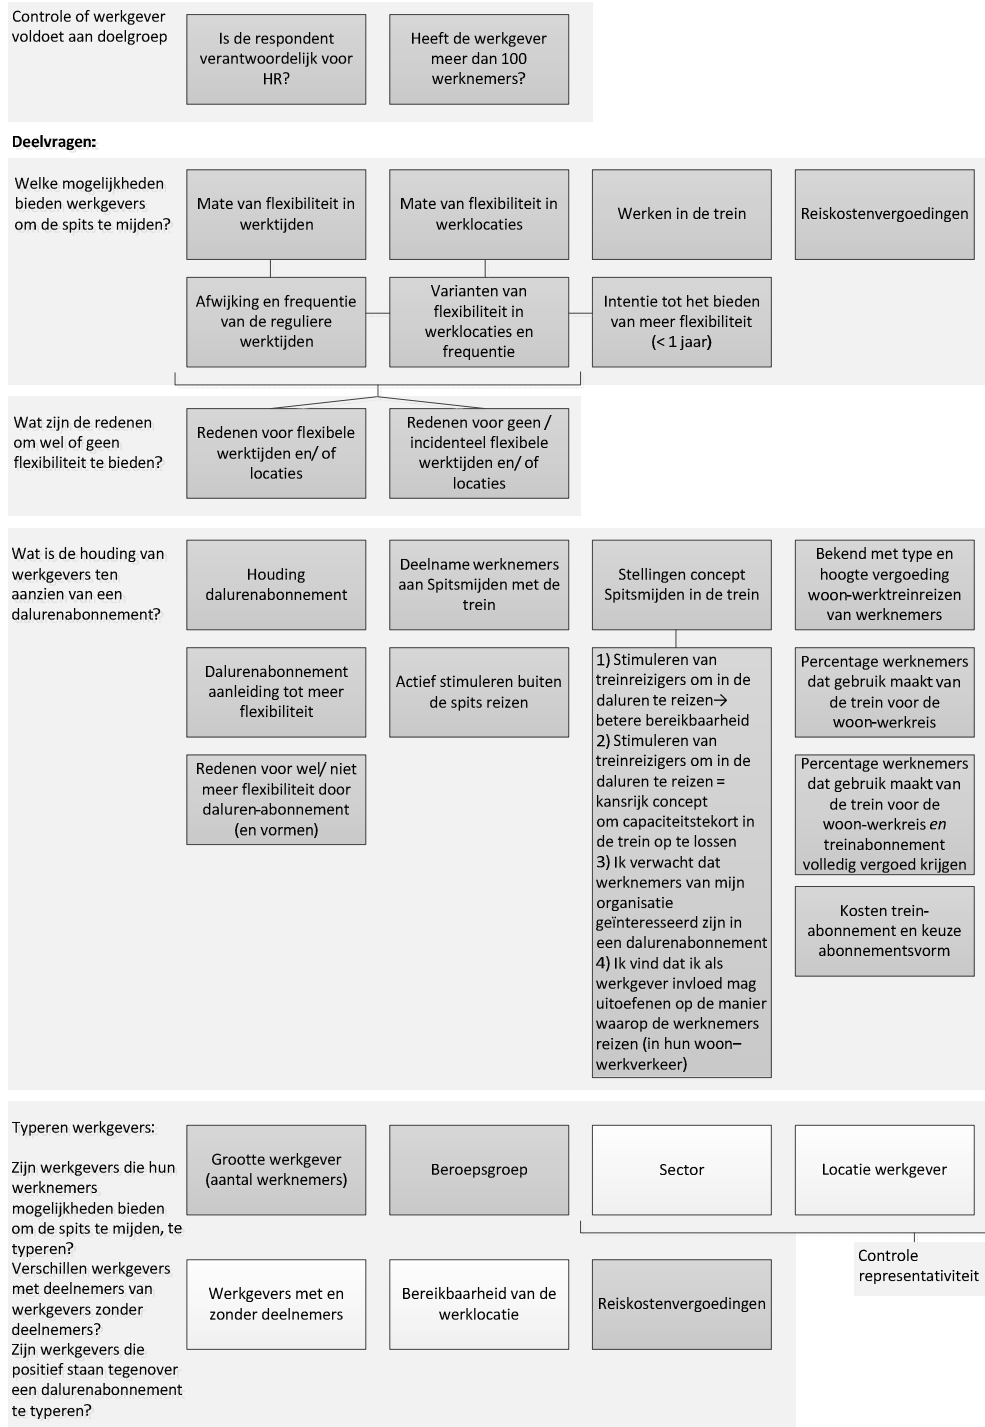 Controle of werkgever
voldoet aan doelgroep
Is de respondent
verantwoordelijk voor
HR?
Heeft de werkgever
meer dan 100
werknemers?
Deelvragen:
Welke mogelijkheden
bieden werkgevers
om de spits te mijden?
Mate van flexibiliteit in
werktijden
Mate van flexibiliteit in
werklocaties
Werken in de trein
Reiskostenvergoedingen
Afwijking en frequentie
van de reguliere
werktijden
Varianten van
flexibiliteit in
werklocaties en
frequentie
Intentie tot het bieden
van meer flexibiliteit
(< 1 jaar)
Wat zijn de redenen
om wel of geen
flexibiliteit te bieden?
Redenen voor flexibele
werktijden en/ of
locaties
Redenen voor geen /
incidenteel flexibele
werktijden en/ of
locaties
Wat is de houding van
werkgevers ten
aanzien van een
dalurenabonnement?
Houding
dalurenabonnement
Deelname werknemers
aan Spitsmijden met de
trein
Stellingen concept
Spitsmijden in de trein
Bekend met type en
hoogte vergoeding
woon-werktreinreizen
van werknemers
Dalurenabonnement
aanleiding tot meer
flexibiliteit
Actief stimuleren buiten
de spits reizen
1) Stimuleren van
treinreizigers om in de
daluren te reizen→
betere bereikbaarheid
2) Stimuleren van
treinreizigers om in de
daluren te reizen =
kansrijk concept
om capaciteitstekort in
de trein op te lossen
3) Ik verwacht dat
werknemers van mijn
organisatie
geïnteresseerd zijn in
een dalurenabonnement
4) Ik vind dat ik als
werkgever invloed mag
uitoefenen op de manier
waarop de werknemers
reizen (in hun woon–
werkverkeer)
Percentage werknemers
dat gebruik maakt van
de trein voor de
woon-werkreis
Redenen voor wel/ niet
meer flexibiliteit door
daluren-abonnement
(en vormen)
Percentage werknemers
dat gebruik maakt van
de trein voor de
woon-werkreis en
treinabonnement
volledig vergoed krijgen
Kosten trein-
abonnement en keuze
abonnementsvorm
Typeren werkgevers:
Zijn werkgevers die hun
werknemers
mogelijkheden bieden
om de spits te mijden, te
typeren?
Verschillen werkgevers
met deelnemers van
werkgevers zonder
deelnemers?
Zijn werkgevers die
positief staan tegenover
een dalurenabonnement
te typeren?
Grootte werkgever
(aantal werknemers)
Beroepsgroep
Sector
Locatie werkgever
Controle
representativiteit
Werkgevers met en
zonder deelnemers
Bereikbaarheid van de
werklocatie
Reiskostenvergoedingen